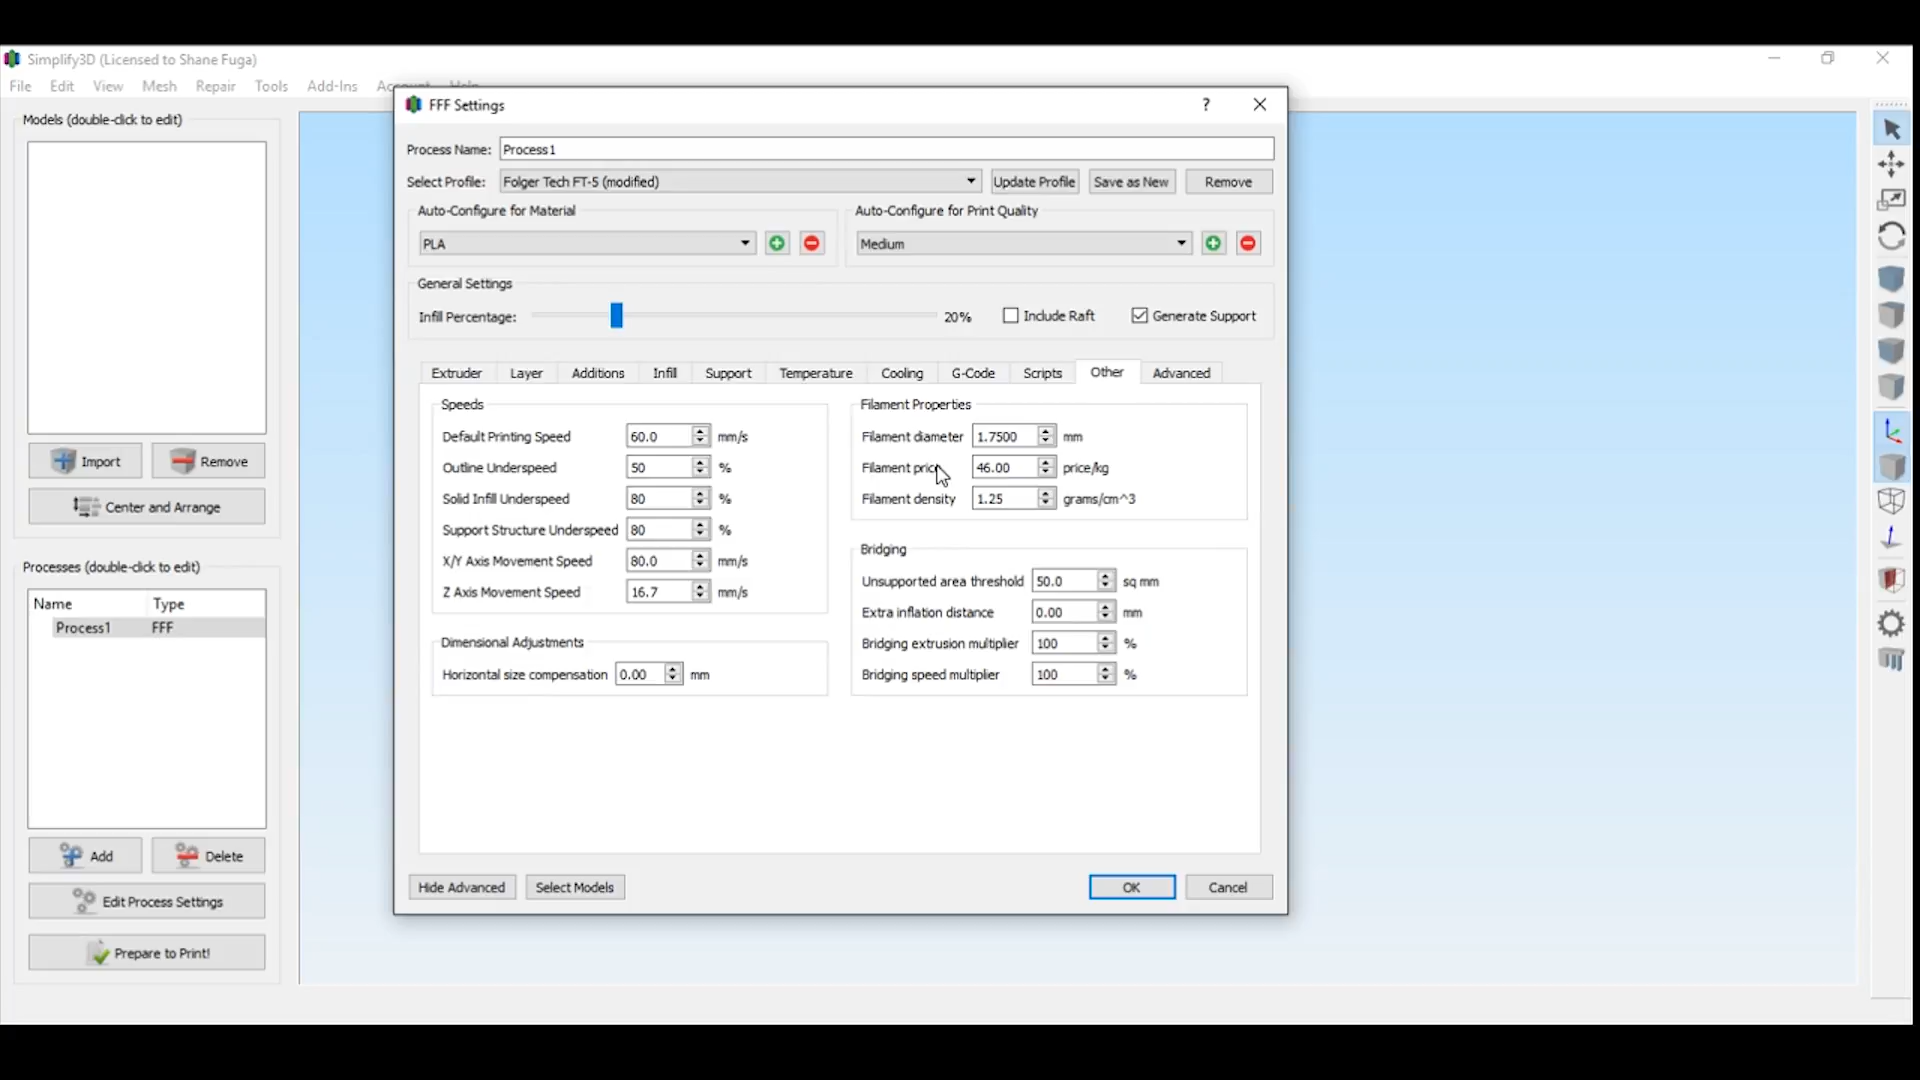 Simplify3D (Licensed to Shane Fuga)
File Edit View Mesh Repair Tools Add-Ins Account Help
Models (double-click to edit)
Import Remove
Center and Arrange
Processes (double-click to edit)
Name Type
Process1 FFF
Add Delete
Edit Process Settings
Prepare to Print!
FFF Settings ?
Process Name: Process1
Select Profile: Folger Tech FT-5 (modified) Update Profile Save as New Remove
Auto-Configure for Material Auto-Configure for Print Quality
PLA Medium
General Settings
Infill Percentage: 20% Include Raft Generate Support
Extruder Layer Additions Infill Support Temperature Cooling G-Code Scripts Other Advanced
Speeds
Default Printing Speed 60.0 mm/s
Outline Underspeed 50 %
Solid Infill Underspeed 80 %
Support Structure Underspeed 80 %
X/Y Axis Movement Speed 80.0 mm/s
Z Axis Movement Speed 16.7 mm/s
Dimensional Adjustments
Horizontal size compensation 0.00 mm
Filament Properties
Filament diameter 1.7500 mm
Filament price 46.00 price/kg
Filament density 1.25 grams/cm^3
Bridging
Unsupported area threshold 50.0 sq mm
Extra inflation distance 0.00 mm
Bridging extrusion multiplier 100 %
Bridging speed multiplier 100 %
Hide Advanced Select Models OK Cancel